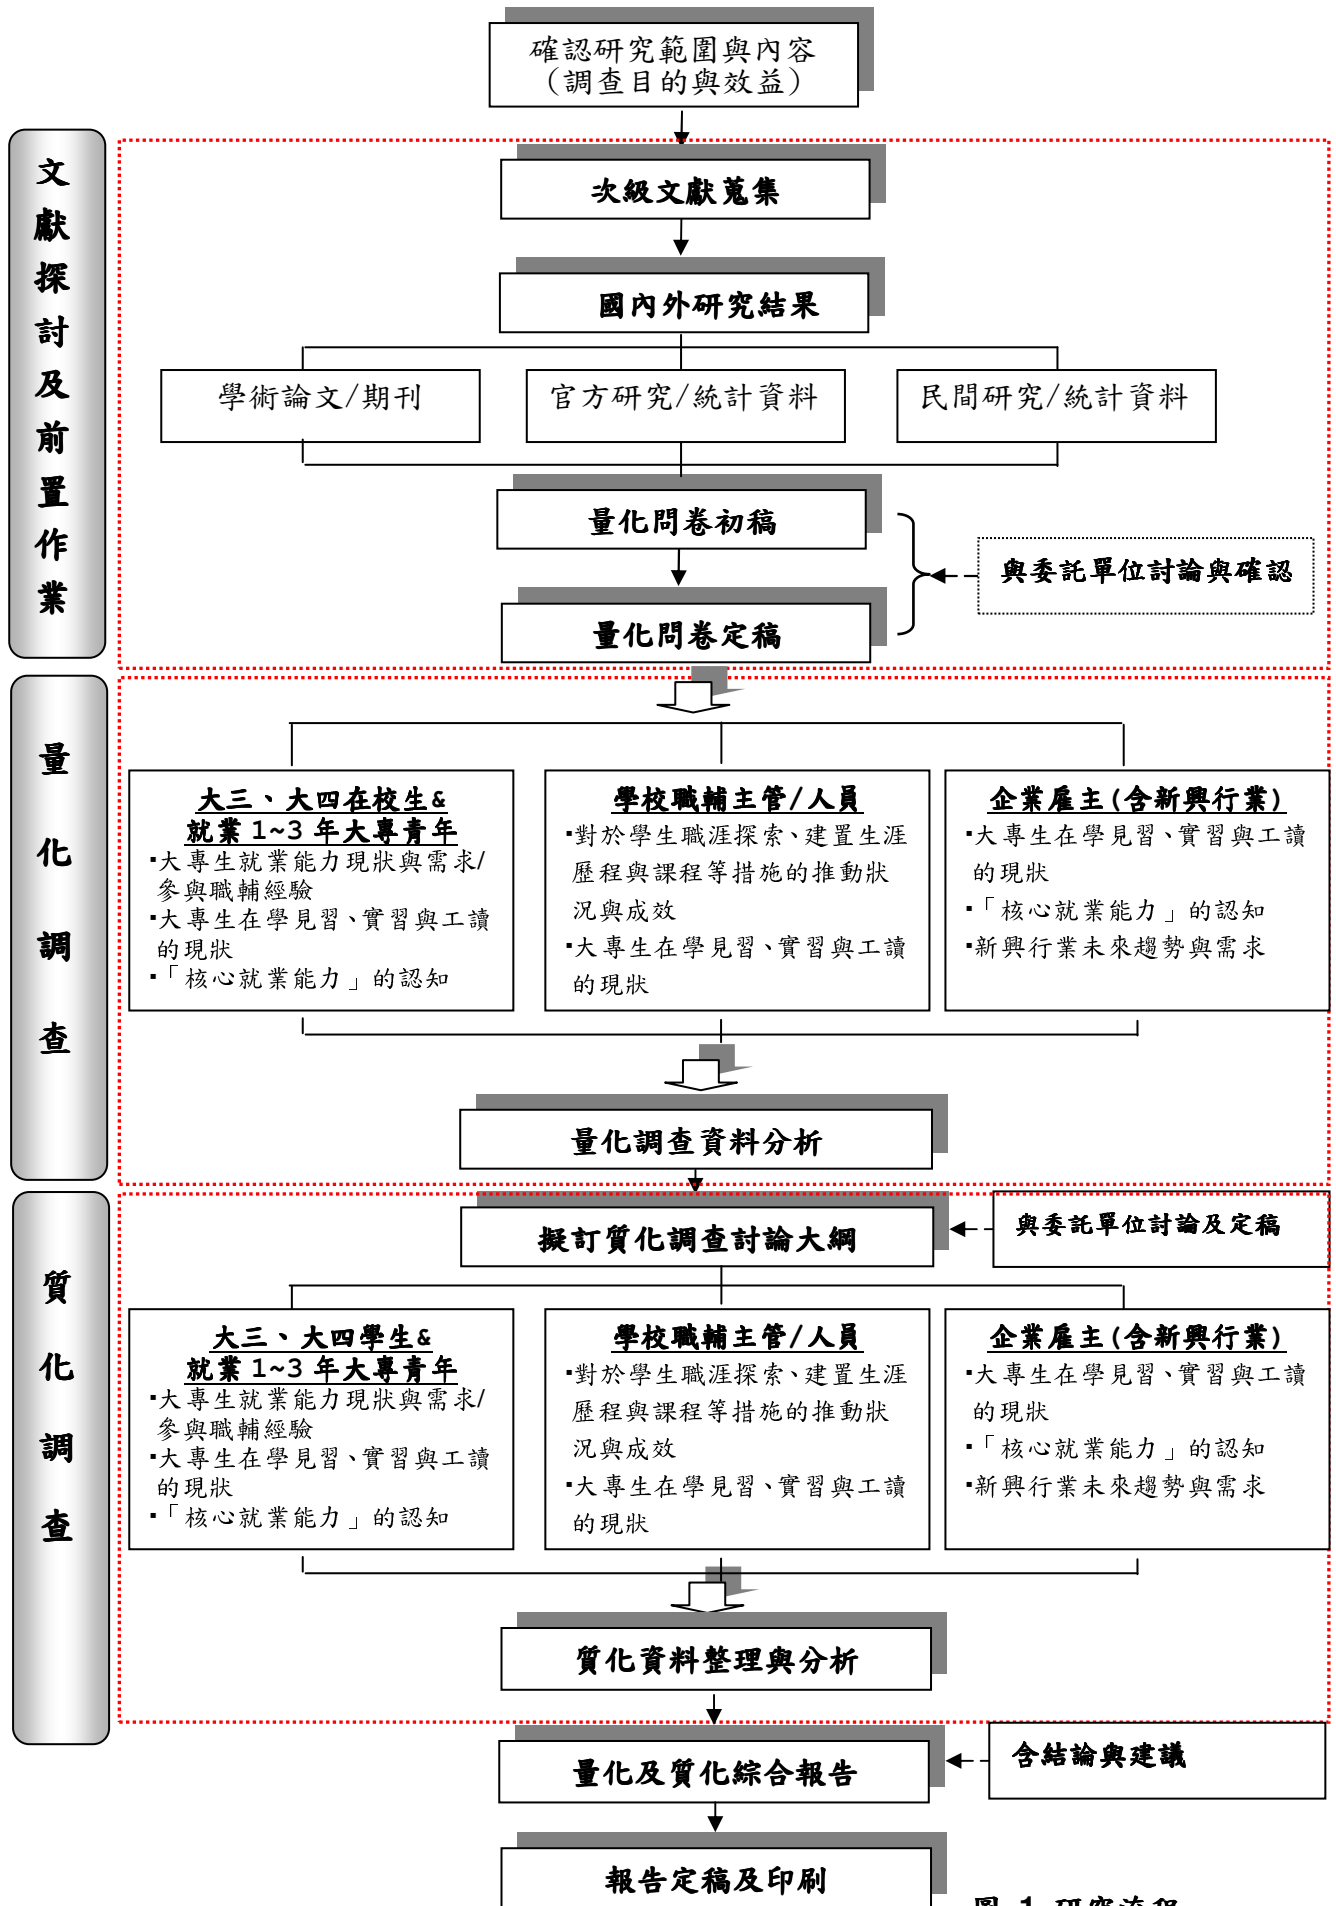 確認研究範圍與內容
(調查目的與效益)
文獻探討及前置作業
次級文獻蒐集
國內外研究結果
學術論文/期刊
官方研究/統計資料
民間研究/統計資料
量化問卷初稿
與委託單位討論與確認
量化問卷定稿
量化調查
大三、大四在校生&
就業 1~3 年大專青年
▪大專生就業能力現狀與需求/
參與職輔經驗
▪大專生在學見習、實習與工讀
的現狀
▪「核心就業能力」的認知
學校職輔主管/人員
▪對於學生職涯探索、建置生涯
歷程與課程等措施的推動狀
況與成效
▪大專生在學見習、實習與工讀
的現狀
企業雇主(含新興行業)
▪大專生在學見習、實習與工讀
的現狀
▪「核心就業能力」的認知
▪新興行業未來趨勢與需求
量化調查資料分析
質化調查
擬訂質化調查討論大綱
與委託單位討論及定稿
大三、大四學生&
就業 1~3 年大專青年
▪大專生就業能力現狀與需求/
參與職輔經驗
▪大專生在學見習、實習與工讀
的現狀
▪「核心就業能力」的認知
學校職輔主管/人員
▪對於學生職涯探索、建置生涯
歷程與課程等措施的推動狀
況與成效
▪大專生在學見習、實習與工讀
的現狀
企業雇主(含新興行業)
▪大專生在學見習、實習與工讀
的現狀
▪「核心就業能力」的認知
▪新興行業未來趨勢與需求
質化資料整理與分析
量化及質化綜合報告
含結論與建議
報告定稿及印刷
圖 1 研究流程